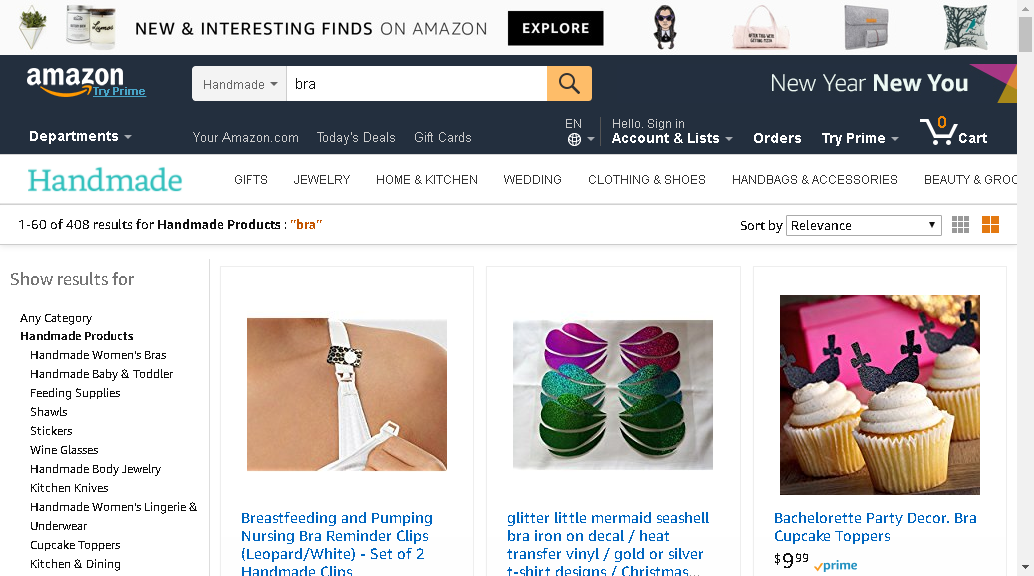 NEW & INTERESTING FINDS ON AMAZON
EXPLORE
amazon
Try Prime
Handmade
bra
New Year New You
Departments
Your Amazon.com
Today's Deals
Gift Cards
EN
Hello. Sign in
Account & Lists
Orders
Try Prime
0
Cart
Handmade
GIFTS
JEWELRY
HOME & KITCHEN
WEDDING
CLOTHING & SHOES
HANDBAGS & ACCESSORIES
BEAUTY & GROO
1-60 of 408 results for Handmade Products : "bra"
Sort by
Relevance
Show results for
Any Category
Handmade Products
Handmade Women's Bras
Handmade Baby & Toddler
Feeding Supplies
Shawls
Stickers
Wine Glasses
Handmade Body Jewelry
Kitchen Knives
Handmade Women's Lingerie &
Underwear
Cupcake Toppers
Kitchen & Dining
Breastfeeding and Pumping
Nursing Bra Reminder Clips
(Leopard/White) - Set of 2
Handmade Clips
glitter little mermaid seashell
bra iron on decal / heat
transfer vinyl / gold or silver
t-shirt designs / Christmas...
Bachelorette Party Decor. Bra
Cupcake Toppers
$9.99 prime